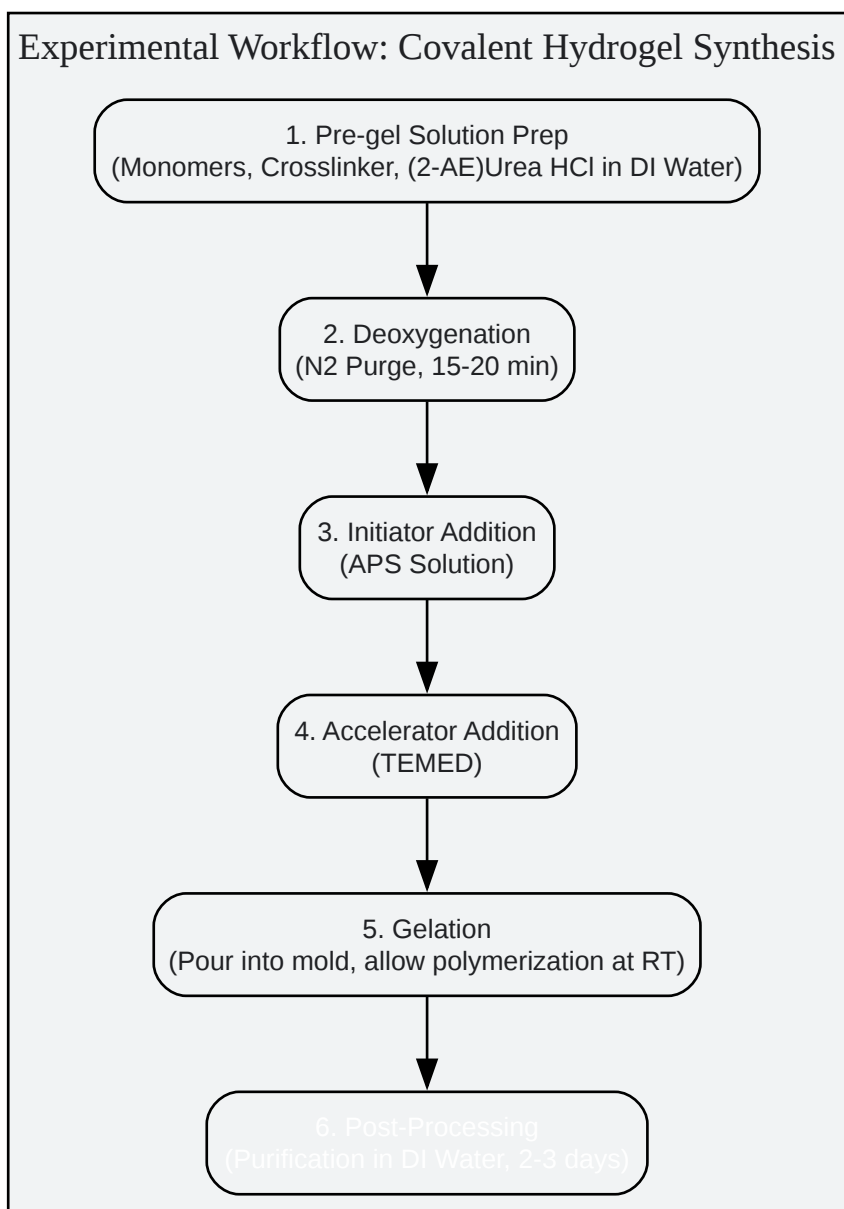 Experimental Workflow: Covalent Hydrogel Synthesis
1. Pre-gel Solution Prep
(Monomers, Crosslinker, (2-AE)Urea HCl in DI Water)
2. Deoxygenation
(N2 Purge, 15-20 min)
3. Initiator Addition
(APS Solution)
4. Accelerator Addition
(TEMED)
5. Gelation
(Pour into mold, allow polymerization at RT)
6. Post-Processing
(Purification in DI Water, 2-3 days)